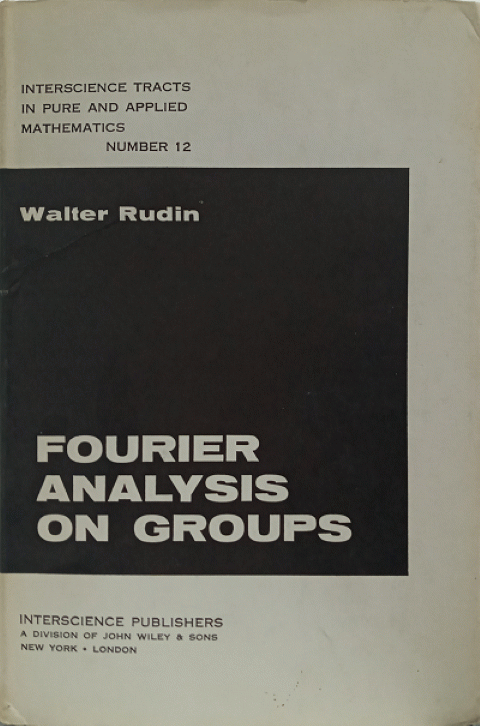 INTERSCIENCE TRACTS
IN PURE AND APPLIED
MATHEMATICS
NUMBER 12
Walter Rudin
FOURIER
ANALYSIS
ON GROUPS
INTERSCIENCE PUBLISHERS
A DIVISION OF JOHN WILEY & SONS
NEW YORK • LONDON